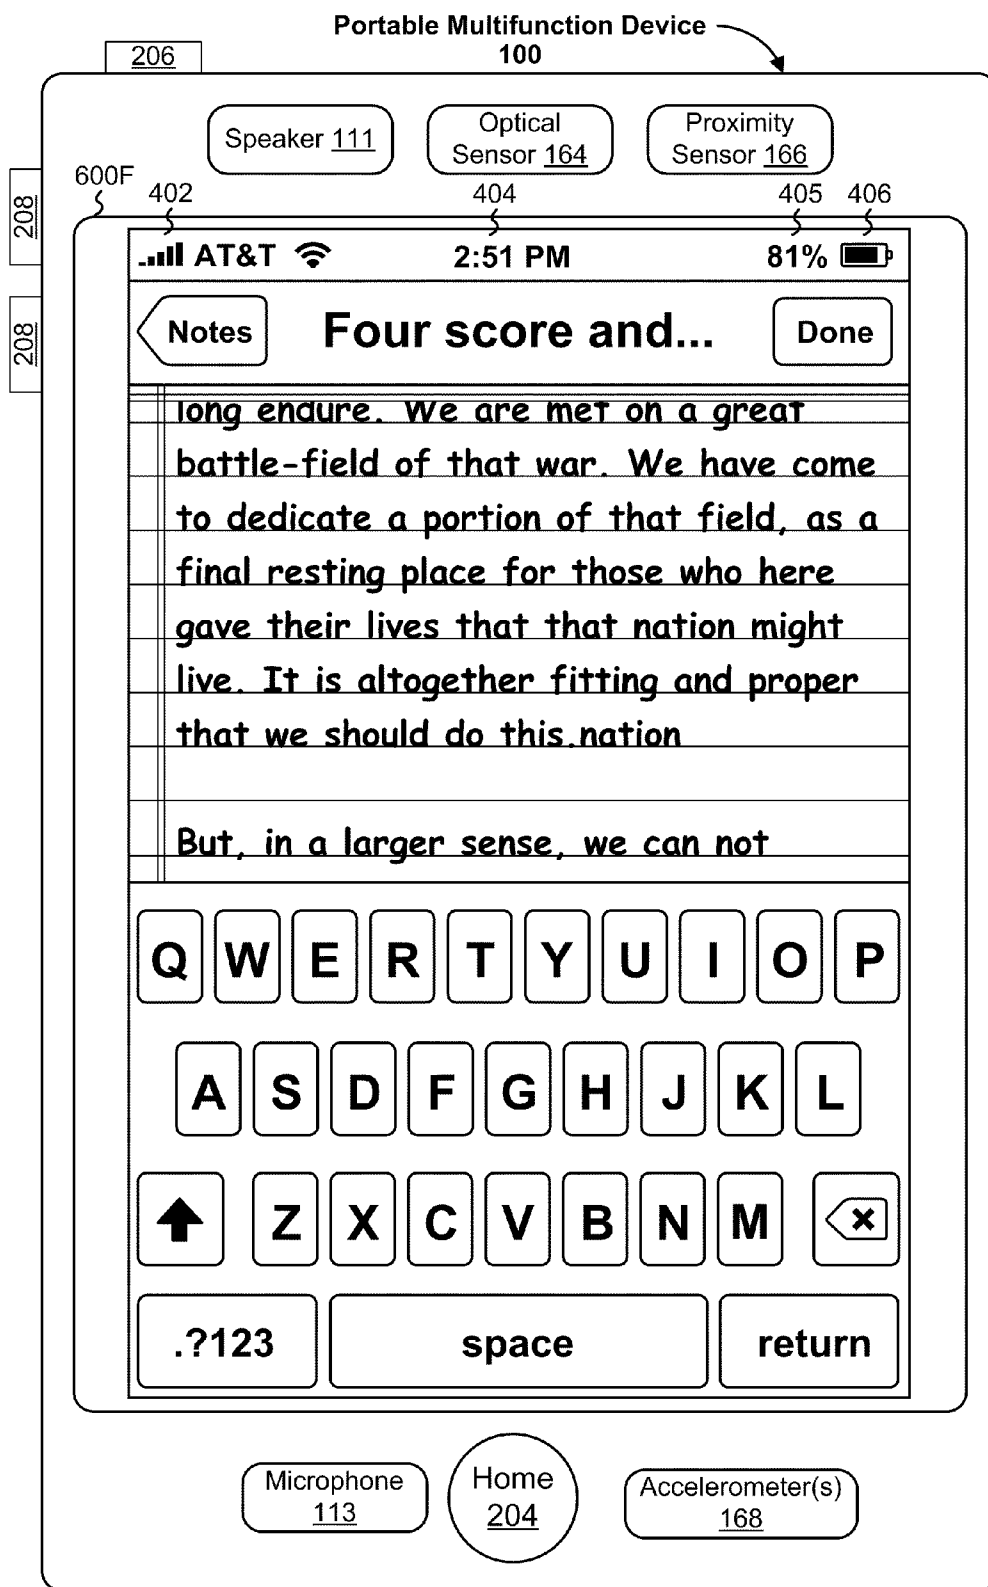 Portable Multifunction Device
100
206
Speaker 111
Optical
Sensor 164
Proximity
Sensor 166
208
208
600F
402
404
405
406
AT&T
2:51 PM
81%
Notes
Four score and...
Done
long endure. We are met on a great
battle-field of that war. We have come
to dedicate a portion of that field, as a
final resting place for those who here
gave their lives that that nation might
live. It is altogether fitting and proper
that we should do this.nation
But, in a larger sense, we can not
Q W E R T Y U I O P
A S D F G H J K L
Z X C V B N M
.?123 space return
Microphone
113
Home
204
Accelerometer(s)
168